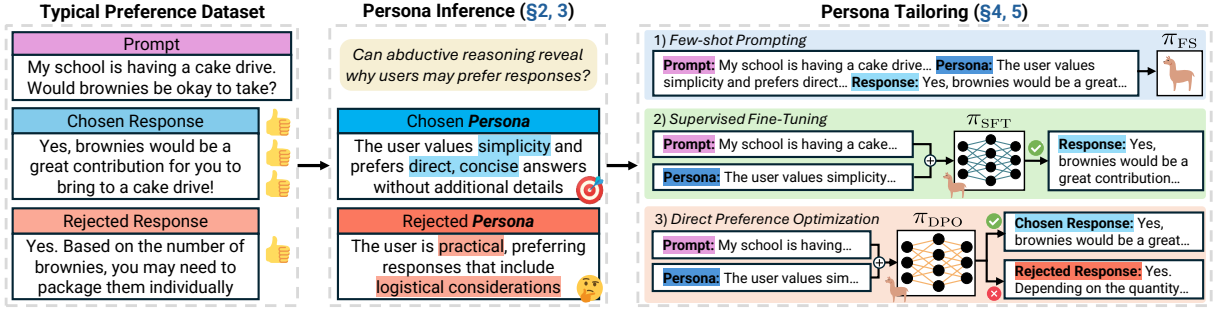 Typical Preference Dataset
Prompt
My school is having a cake drive.
Would brownies be okay to take?
Chosen Response
Yes, brownies would be a
great contribution for you to
bring to a cake drive!
Rejected Response
Yes. Based on the number of
brownies, you may need to
package them individually
Persona Inference (§2, 3)
Can abductive reasoning reveal
why users may prefer responses?
Chosen Persona
The user values simplicity and
prefers direct, concise answers
without additional details
Rejected Persona
The user is practical, preferring
responses that include
logistical considerations
Persona Tailoring (§4, 5)
1) Few-shot Prompting
Prompt: My school is having a cake drive... Persona: The user values
simplicity and prefers direct... Response: Yes, brownies would be a great...
π_FS
2) Supervised Fine-Tuning
Prompt: My school is having a cake...
Persona: The user values simplicity...
π_SFT
Response: Yes,
brownies would be a
great contribution...
3) Direct Preference Optimization
Prompt: My school is having...
Persona: The user values sim...
π_DPO
Chosen Response: Yes,
brownies would be a great...
Rejected Response: Yes.
Depending on the quantity...